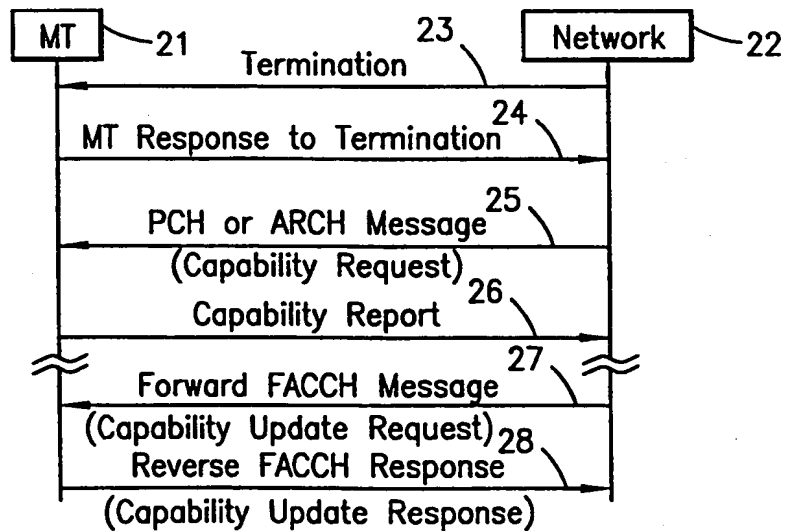 MT
21
Network
22
23
Termination
24
MT Response to Termination
25
PCH or ARCH Message
(Capability Request)
26
Capability Report
27
Forward FACCH Message
(Capability Update Request)
28
Reverse FACCH Response
(Capability Update Response)